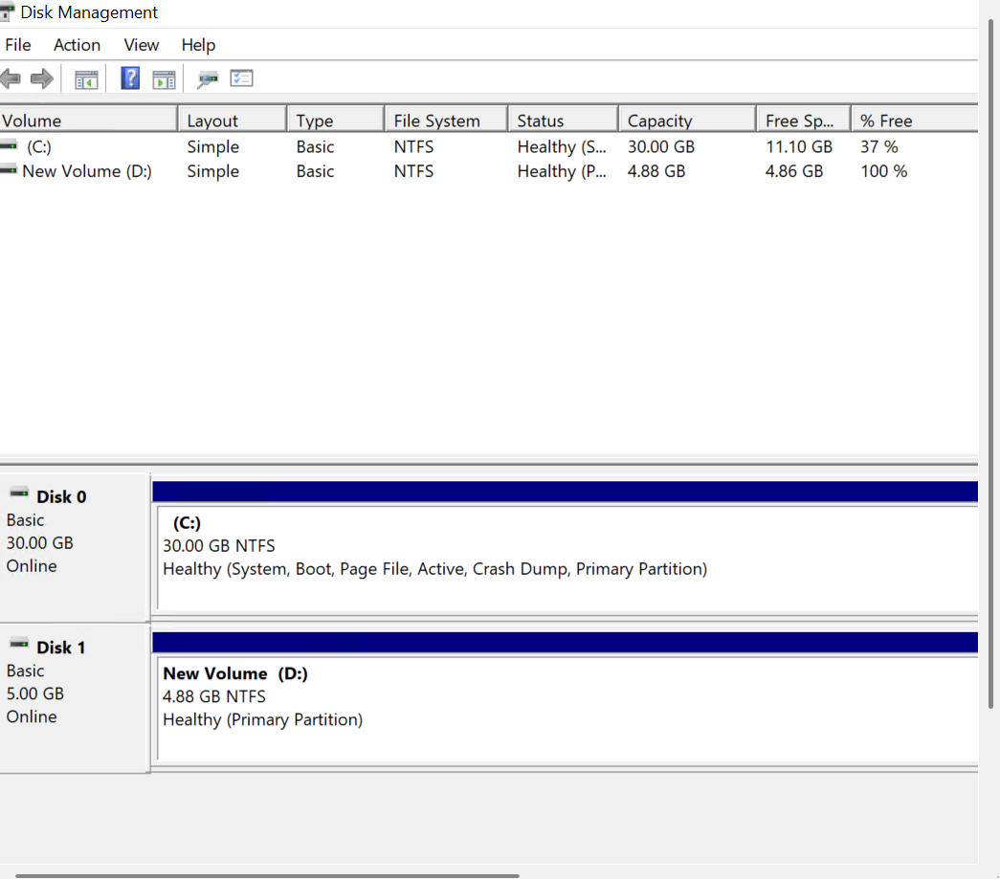 Disk Management
File Action View Help
Volume Layout Type File System Status Capacity Free Sp... % Free
(C:) Simple Basic NTFS Healthy (S... 30.00 GB 11.10 GB 37 %
New Volume (D:) Simple Basic NTFS Healthy (P... 4.88 GB 4.86 GB 100 %
Disk 0
Basic
30.00 GB
Online
(C:)
30.00 GB NTFS
Healthy (System, Boot, Page File, Active, Crash Dump, Primary Partition)
Disk 1
Basic
5.00 GB
Online
New Volume (D:)
4.88 GB NTFS
Healthy (Primary Partition)